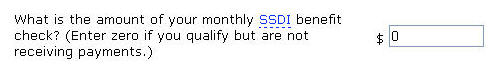 What is the amount of your monthly SSDI benefit
check? (Enter zero if you qualify but are not
receiving payments.)
$ 0